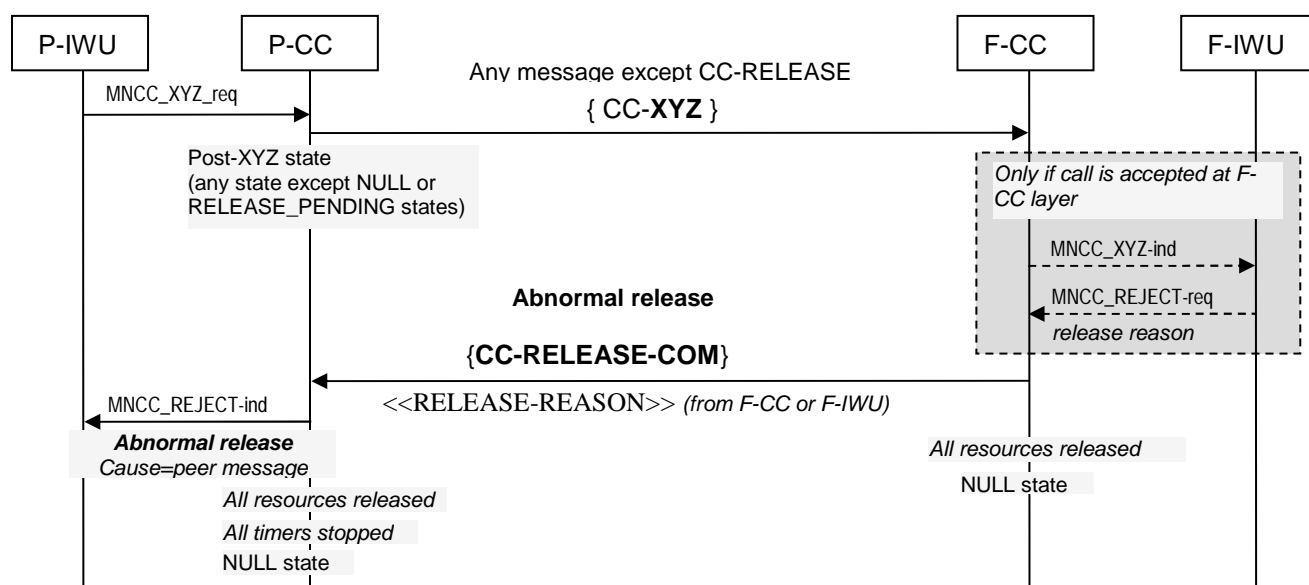 P-IWU
P-CC
F-CC
F-IWU
Any message except CC-RELEASE
MNCC_XYZ_req
{ CC-XYZ }
Post-XYZ state
(any state except NULL or
RELEASE_PENDING states)
Only if call is accepted at F-
CC layer
MNCC_XYZ-ind
Abnormal release
MNCC_REJECT-req
release reason
{CC-RELEASE-COM}
MNCC_REJECT-ind
<<RELEASE-REASON>> (from F-CC or F-IWU)
Abnormal release
Cause=peer message
All resources released
NULL state
All resources released
All timers stopped
NULL state